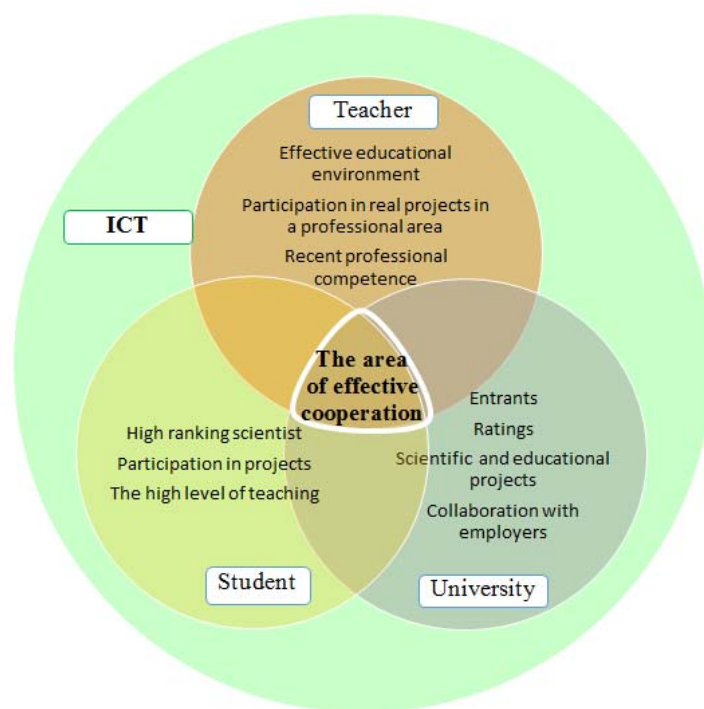 Teacher
Effective educational
environment
Participation in real projects in
a professional area
Recent professional
competence
ICT
The area
of effective
cooperation
High ranking scientist
Participation in projects
The high level of teaching
Student
Entrants
Ratings
Scientific and educational
projects
Collaboration with
employers
University